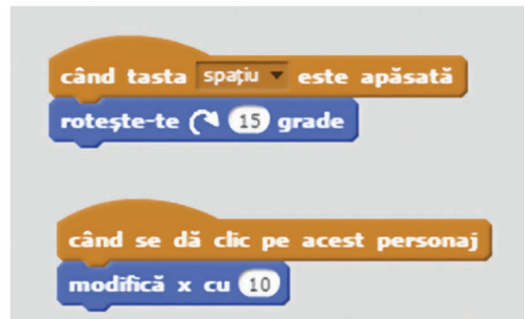 când tasta spațiu este apăsată
rotește-te 15 grade
când se dă clic pe acest personaj
modifică x cu 10